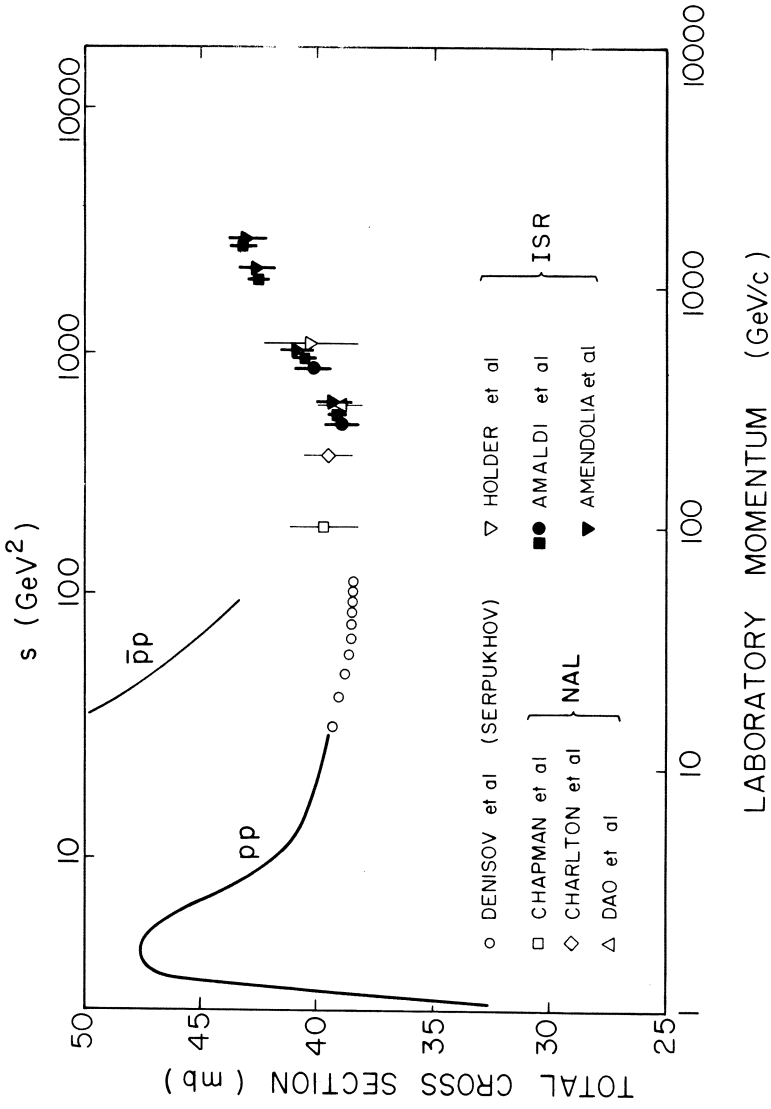 s (GeV²)
10
100
1000
10000
50
45
40
35
30
25
TOTAL CROSS SECTION (mb)
p̄p
pp
DENISOV et al (SERPUKHOV)
CHAPMAN et al
CHARLTON et al
DAO et al
NAL
HOLDER et al
AMALDI et al
AMENDOLIA et al
ISR
10
100
1000
10000
LABORATORY MOMENTUM (GeV/c)